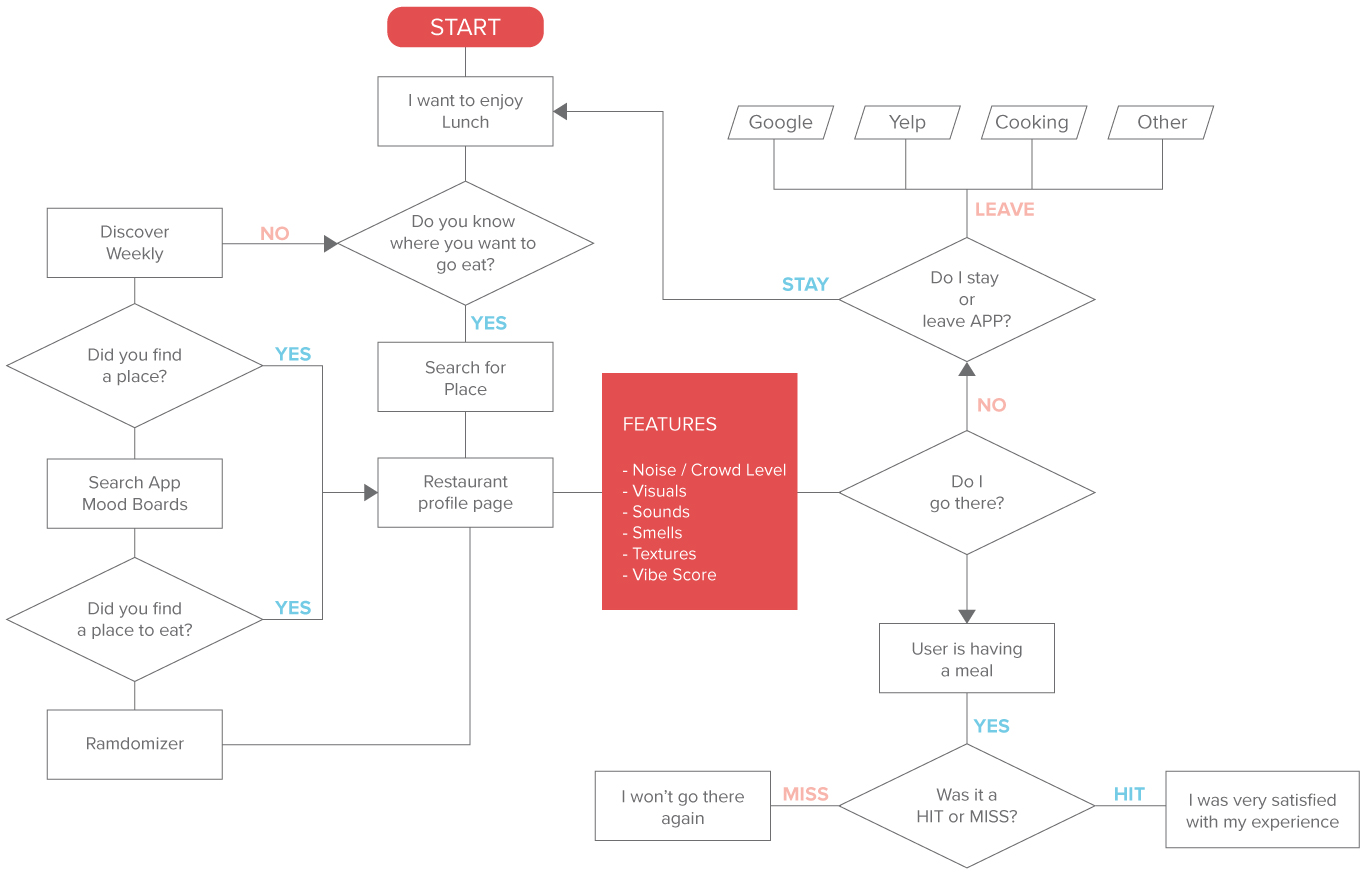 START
I want to enjoy
Lunch
Google
Yelp
Cooking
Other
LEAVE
Discover
Weekly
NO
Do you know
where you want to
go eat?
STAY
Do I stay
or
leave APP?
YES
Did you find
a place?
YES
Search for
Place
NO
FEATURES
- Noise / Crowd Level
- Visuals
- Sounds
- Smells
- Textures
- Vibe Score
Search App
Mood Boards
Restaurant
profile page
Do I
go there?
Did you find
a place to eat?
YES
User is having
a meal
YES
Ramdomizer
I won't go there
again
MISS
Was it a
HIT or MISS?
HIT
I was very satisfied
with my experience